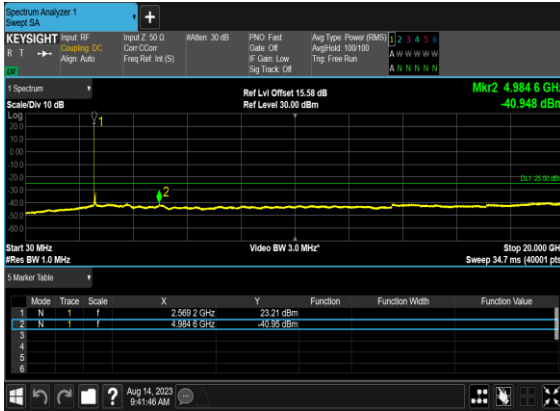 Spectrum Analyzer 1
Swept SA
+
KEYSIGHT Input: RF Input Z: 50 Ω #Atten: 30 dB PNO: Fast Avg Type: Power (RMS) 1 2 3 4 5 6
R T Coupling: DC Corr CCorr Gate: Off Avg|Hold: 100/100 A W W W W W
Align: Auto Freq Ref: Int (S) IF Gain: Low Trig: Free Run
Sig Track: Off A N N N N N
1 Spectrum
Scale/Div 10 dB
Ref Lvl Offset 15.58 dB
Ref Level 30.00 dBm
Mkr2 4.984 6 GHz
-40.948 dBm
Log
20.0
10.0
0.00
-10.0
-20.0
-30.0
-40.0
-50.0
-60.0
1
2
Start 30 MHz Video BW 3.0 MHz* Stop 20.000 GH
#Res BW 1.0 MHz Sweep 34.7 ms (40001 pts
5 Marker Table
Mode Trace Scale X Y Function Function Width Function Value
1 N 1 f 2.569 2 GHz 23.21 dBm
2 N 1 f 4.984 6 GHz -40.95 dBm
3
4
5
6
?
Aug 14, 2023
9:41:46 AM